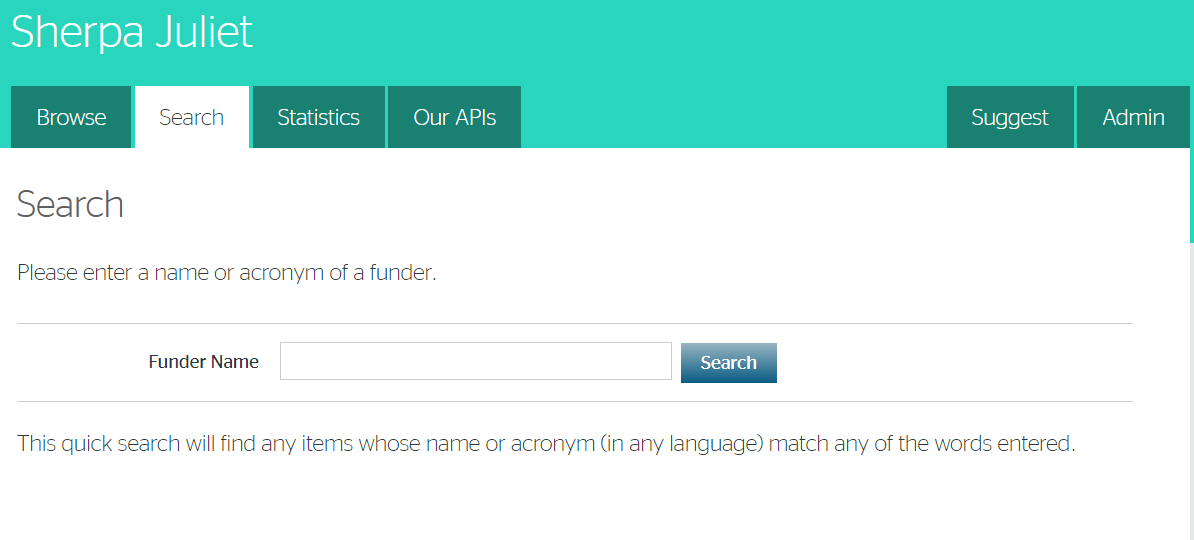 Sherpa Juliet
Browse Search Statistics Our APIs Suggest Admin
Search
Please enter a name or acronym of a funder.
Funder Name Search
This quick search will find any items whose name or acronym (in any language) match any of the words entered.